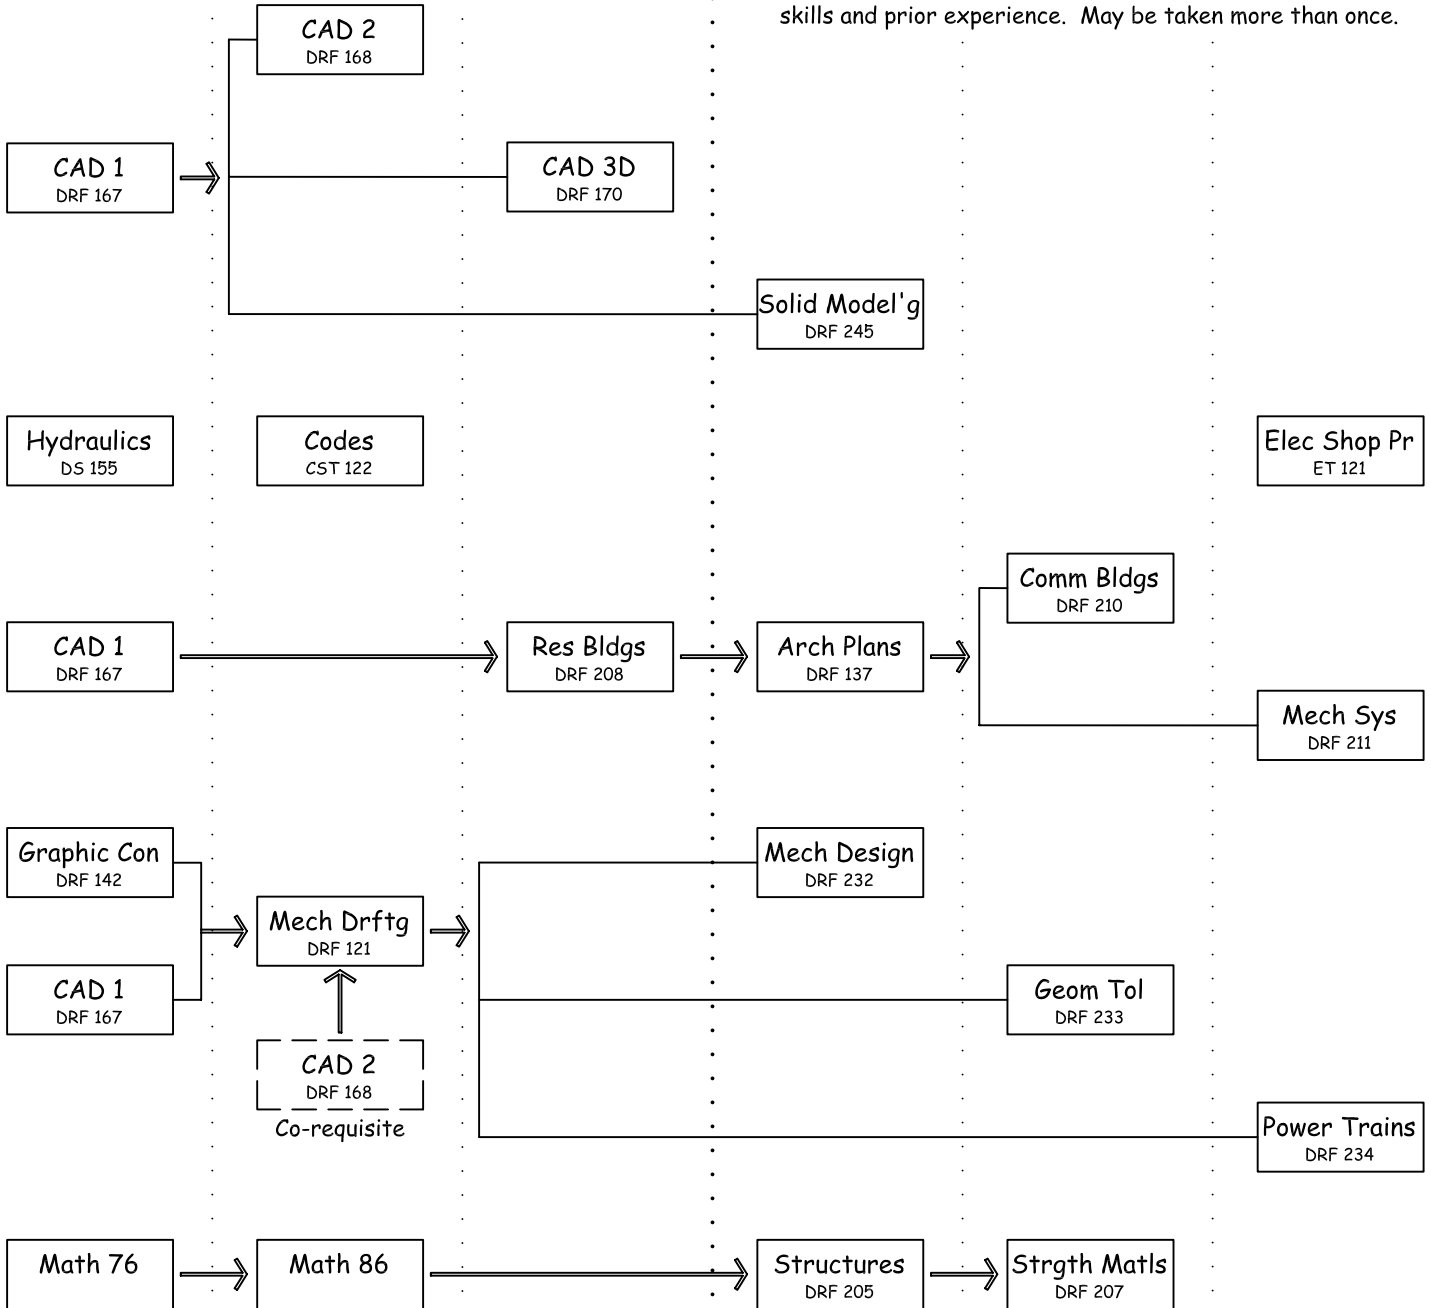 skills and prior experience.  May be taken more than once.
CAD 2
DRF 168
CAD 1
DRF 167
CAD 3D
DRF 170
Solid Model'g
DRF 245
Hydraulics
DS 155
Codes
CST 122
Elec Shop Pr
ET 121
Comm Bldgs
DRF 210
CAD 1
DRF 167
Res Bldgs
DRF 208
Arch Plans
DRF 137
Mech Sys
DRF 211
Graphic Con
DRF 142
Mech Design
DRF 232
Mech Drftg
DRF 121
CAD 1
DRF 167
Geom Tol
DRF 233
CAD 2
DRF 168
Co-requisite
Power Trains
DRF 234
Math 76
Math 86
Structures
DRF 205
Strgth Matls
DRF 207